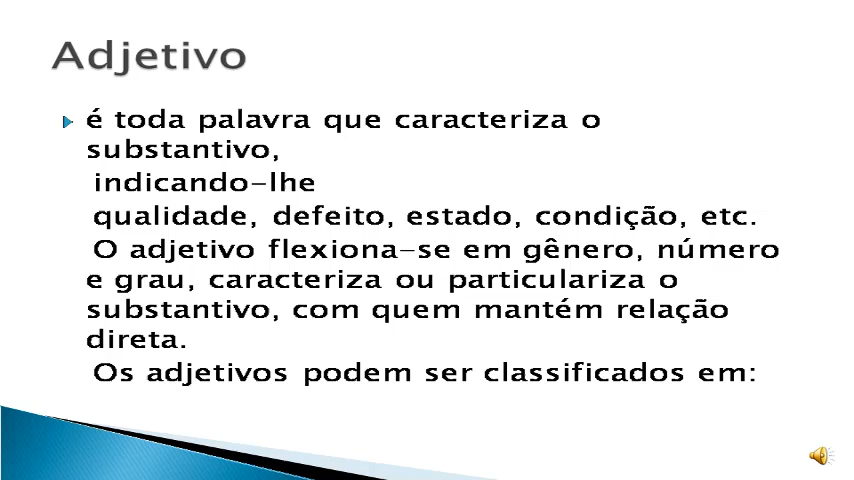 Adjetivo
é toda palavra que caracteriza o
substantivo,
indicando-lhe
qualidade, defeito, estado, condição, etc.
O adjetivo flexiona-se em gênero, número
e grau, caracteriza ou particulariza o
substantivo, com quem mantém relação
direta.
Os adjetivos podem ser classificados em: